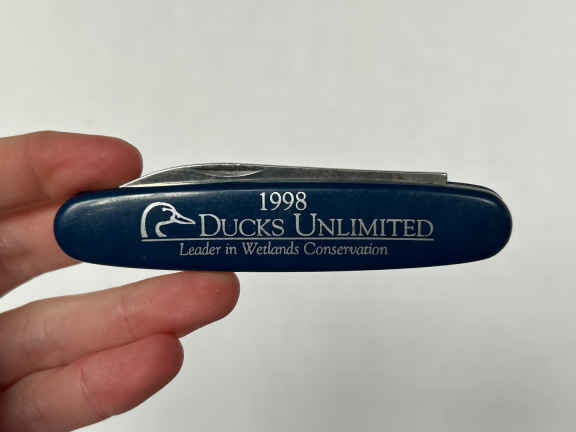 1998
DUCKS UNLIMITED
Leader in Wetlands Conservation